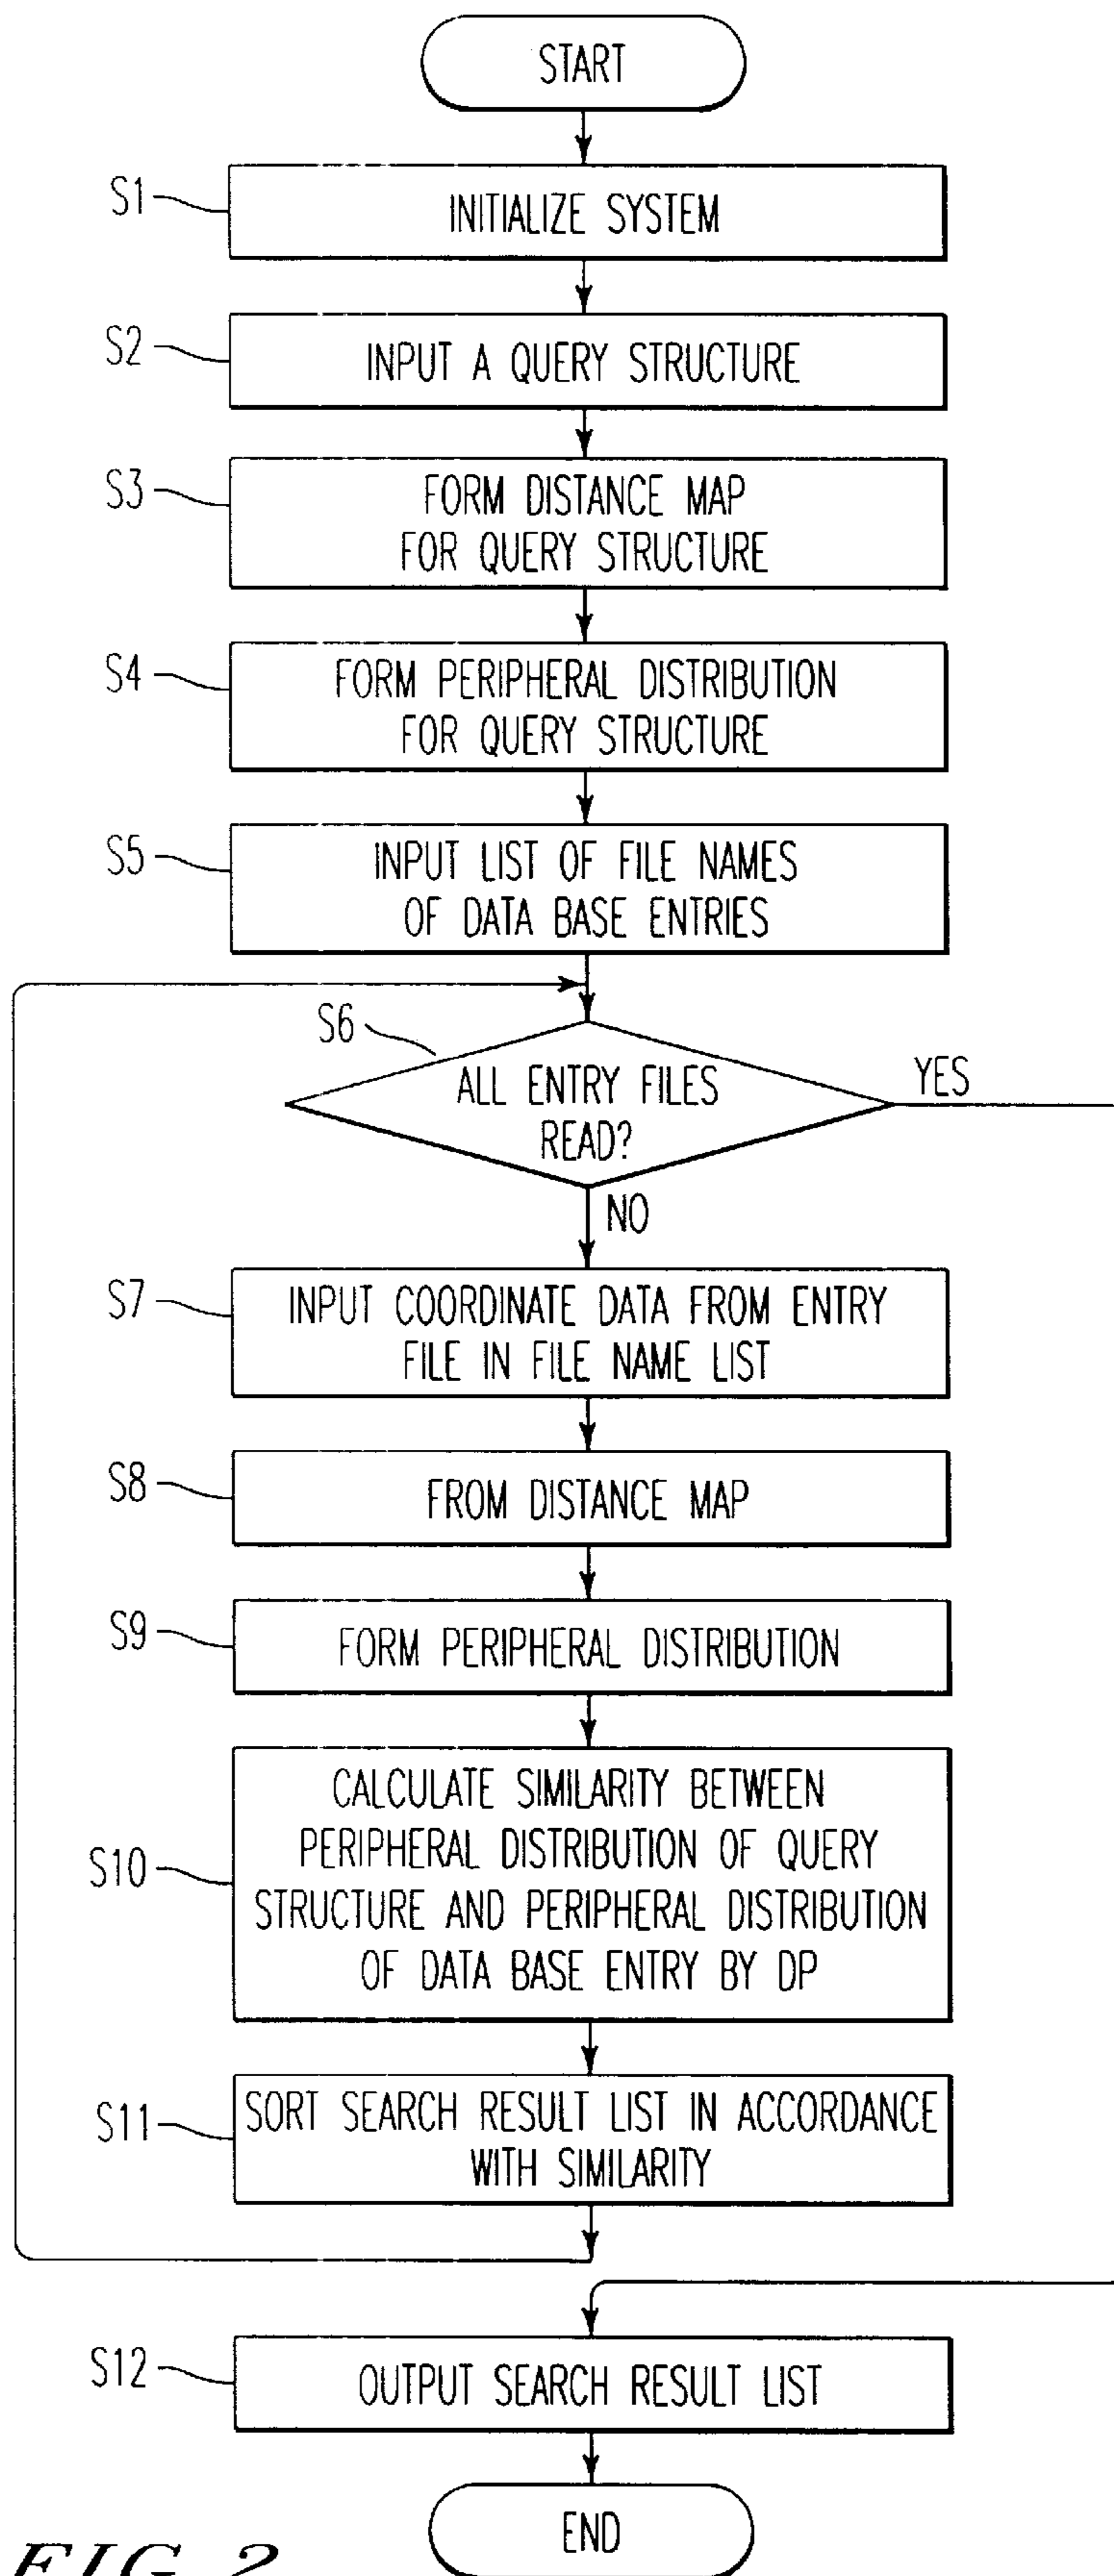 START
S1
INITIALIZE SYSTEM
S2
INPUT A QUERY STRUCTURE
S3
FORM DISTANCE MAP
FOR QUERY STRUCTURE
S4
FORM PERIPHERAL DISTRIBUTION
FOR QUERY STRUCTURE
S5
INPUT LIST OF FILE NAMES
OF DATA BASE ENTRIES
S6
ALL ENTRY FILES
READ?
YES
NO
S7
INPUT COORDINATE DATA FROM ENTRY
FILE IN FILE NAME LIST
S8
FROM DISTANCE MAP
S9
FORM PERIPHERAL DISTRIBUTION
S10
CALCULATE SIMILARITY BETWEEN
PERIPHERAL DISTRIBUTION OF QUERY
STRUCTURE AND PERIPHERAL DISTRIBUTION
OF DATA BASE ENTRY BY DP
S11
SORT SEARCH RESULT LIST IN ACCORDANCE
WITH SIMILARITY
S12
OUTPUT SEARCH RESULT LIST
END
FIG. 2